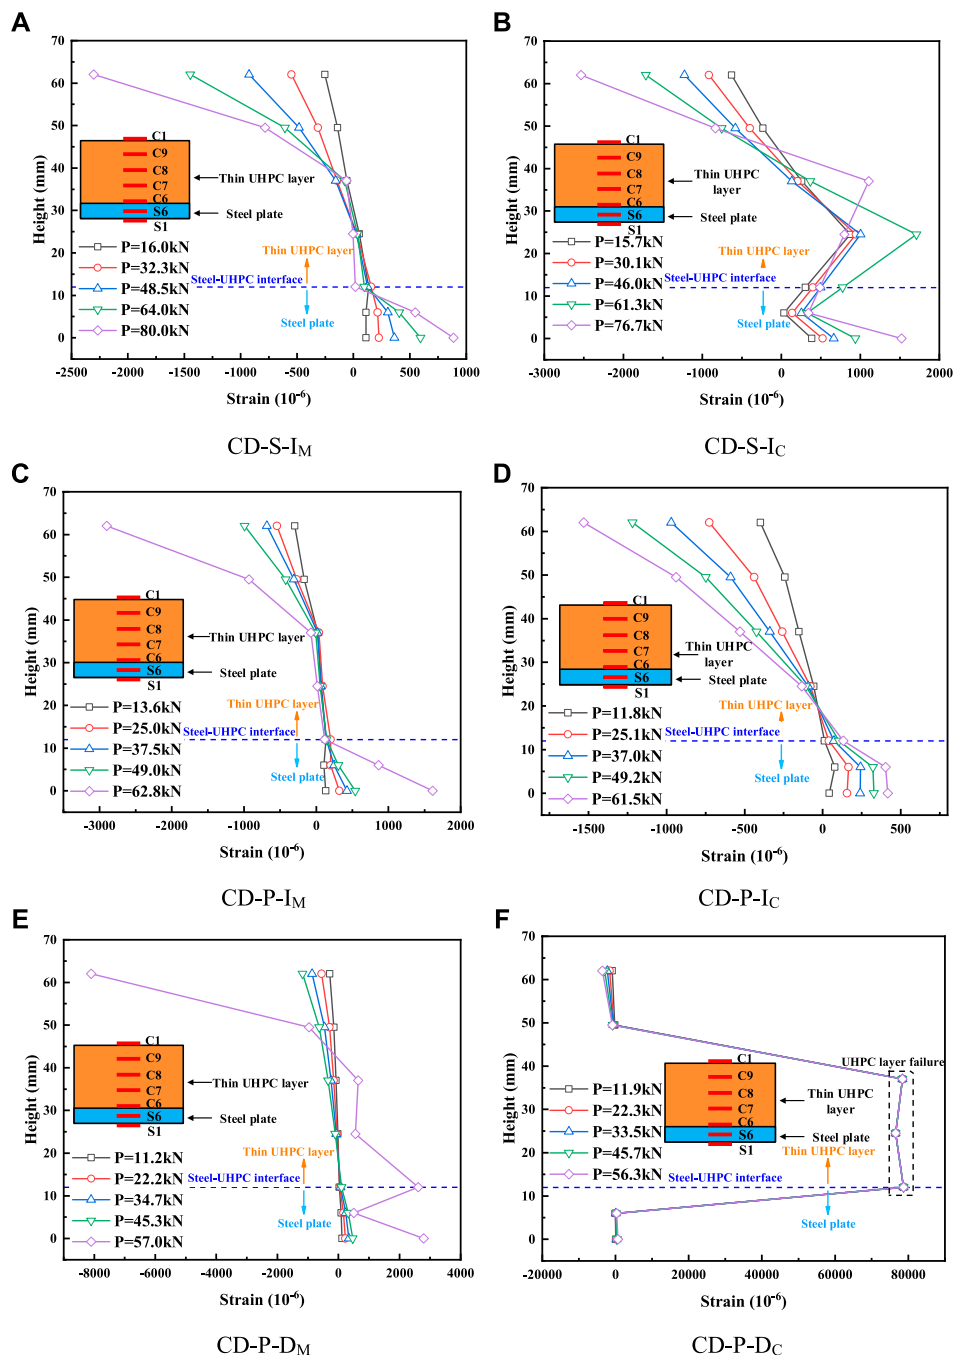 A
70
60
50
40
30
20
10
0
Height (mm)
C1
C9
C8
C7
C6
S6
S1
Thin UHPC layer
Steel plate
P=16.0kN
P=32.3kN
P=48.5kN
P=64.0kN
P=80.0kN
Thin UHPC layer
Steel-UHPC interface
Steel plate
-2500 -2000 -1500 -1000 -500 0 500 1000
Strain (10-6)
CD-S-IM
B
70
60
50
40
30
20
10
0
Height (mm)
C1
C9
C8
C7
C6
S6
S1
Thin UHPC
layer
Steel plate
P=15.7kN
P=30.1kN
P=46.0kN
P=61.3kN
P=76.7kN
Thin UHPC layer
Steel-UHPC interface
Steel plate
-3000 -2000 -1000 0 1000 2000
Strain (10-6)
CD-S-IC
C
70
60
50
40
30
20
10
0
Height (mm)
C1
C9
C8
C7
C6
S6
S1
Thin UHPC layer
Steel plate
P=13.6kN
P=25.0kN
P=37.5kN
P=49.0kN
P=62.8kN
Thin UHPC layer
Steel-UHPC interface
Steel plate
-3000 -2000 -1000 0 1000 2000
Strain (10-6)
CD-P-IM
D
70
60
50
40
30
20
10
0
Height (mm)
C1
C9
C8
C7
C6
S6
S1
Thin UHPC
layer
Steel plate
P=11.8kN
P=25.1kN
P=37.0kN
P=49.2kN
P=61.5kN
Thin UHPC layer
Steel-UHPC interface
Steel plate
-1500 -1000 -500 0 500
Strain (10-6)
CD-P-IC
E
70
60
50
40
30
20
10
0
Height (mm)
C1
C9
C8
C7
C6
S6
S1
Thin UHPC layer
Steel plate
P=11.2kN
P=22.2kN
P=34.7kN
P=45.3kN
P=57.0kN
Thin UHPC layer
Steel-UHPC interface
Steel plate
-8000 -6000 -4000 -2000 0 2000 4000
Strain (10-6)
CD-P-DM
F
70
60
50
40
30
20
10
0
Height (mm)
UHPC layer failure
C1
C9
C8
C7
C6
S6
S1
Thin UHPC
layer
Steel plate
P=11.9kN
P=22.3kN
P=33.5kN
P=45.7kN
P=56.3kN
Thin UHPC layer
Steel-UHPC interface
Steel plate
-20000 0 20000 40000 60000 80000
Strain (10-6)
CD-P-DC